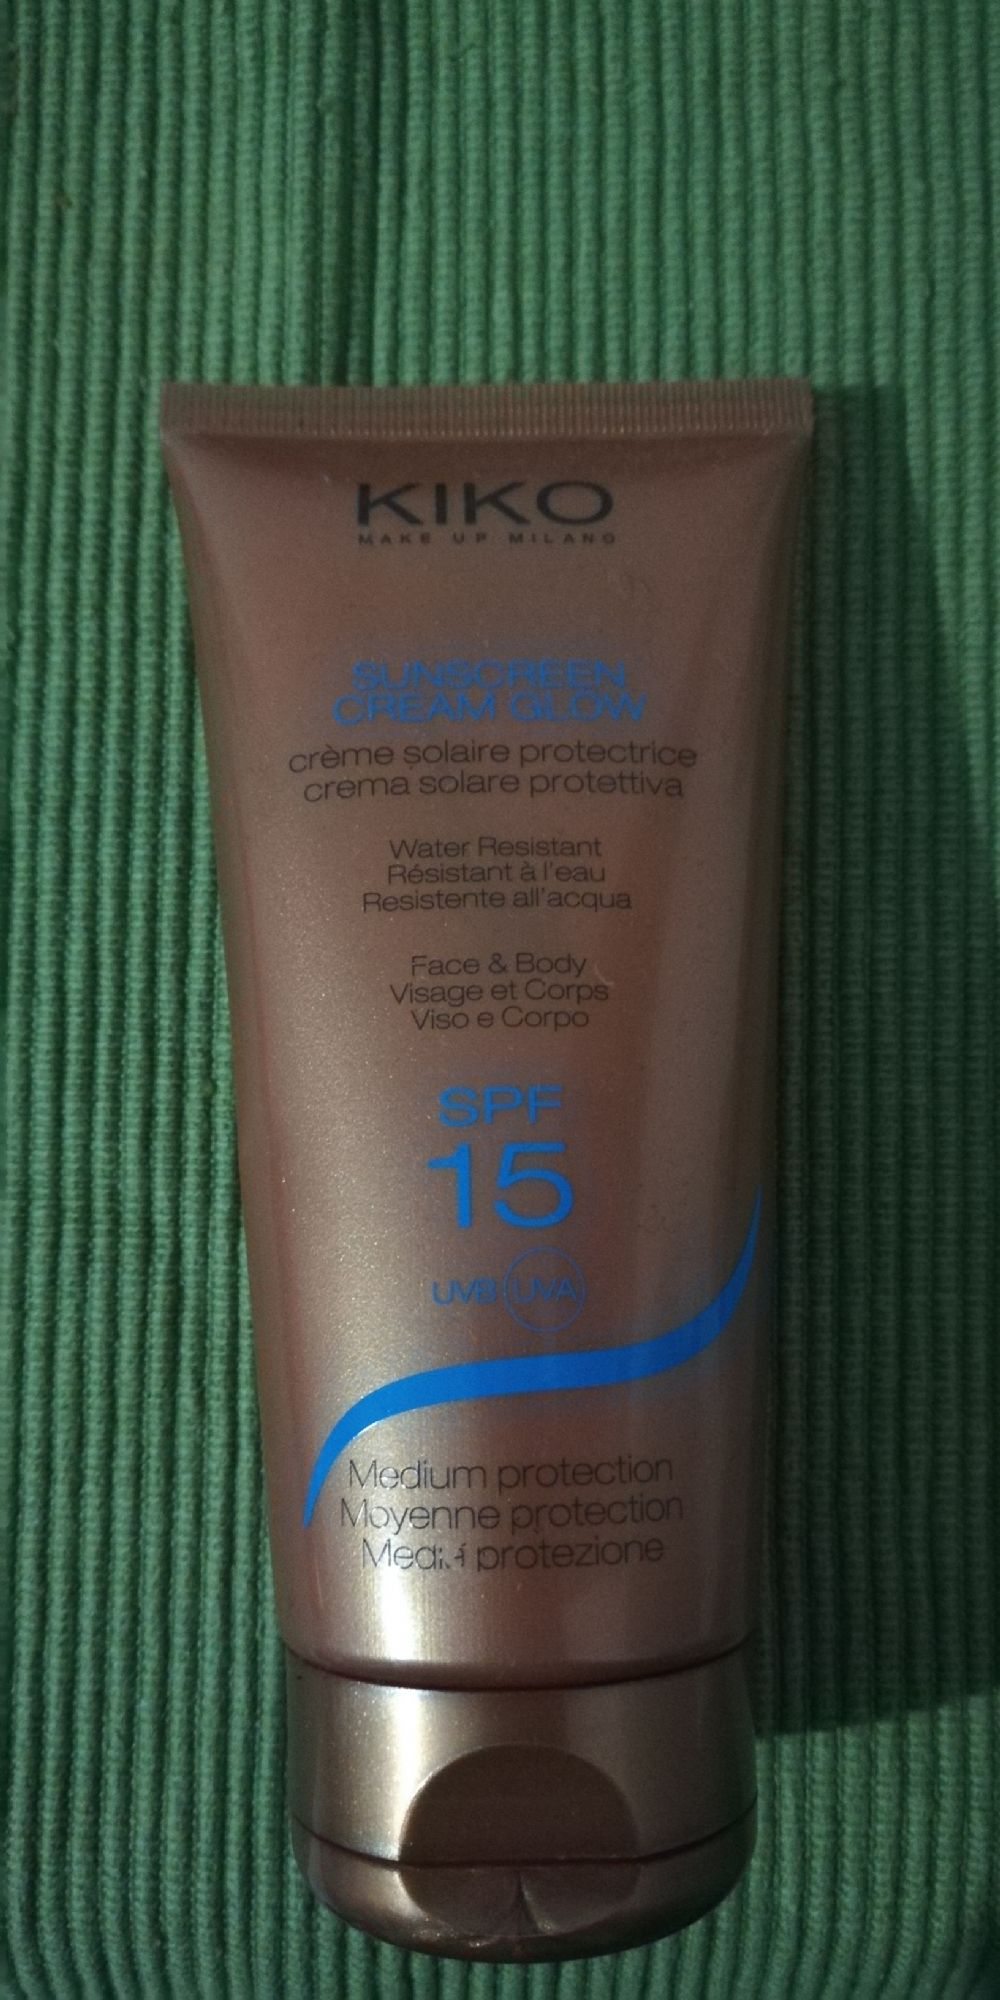 KIKO
MAKE UP MILANO
SUNSCREEN
CREAM GLOW
crème solaire protectrice
crema solare protettiva
Water Resistant
Résistant à l'eau
Resistente all'acqua
Face & Body
Visage et Corps
Viso e Corpo
SPF
15
UVB UVA
Medium protection
Moyenne protection
Media protezione